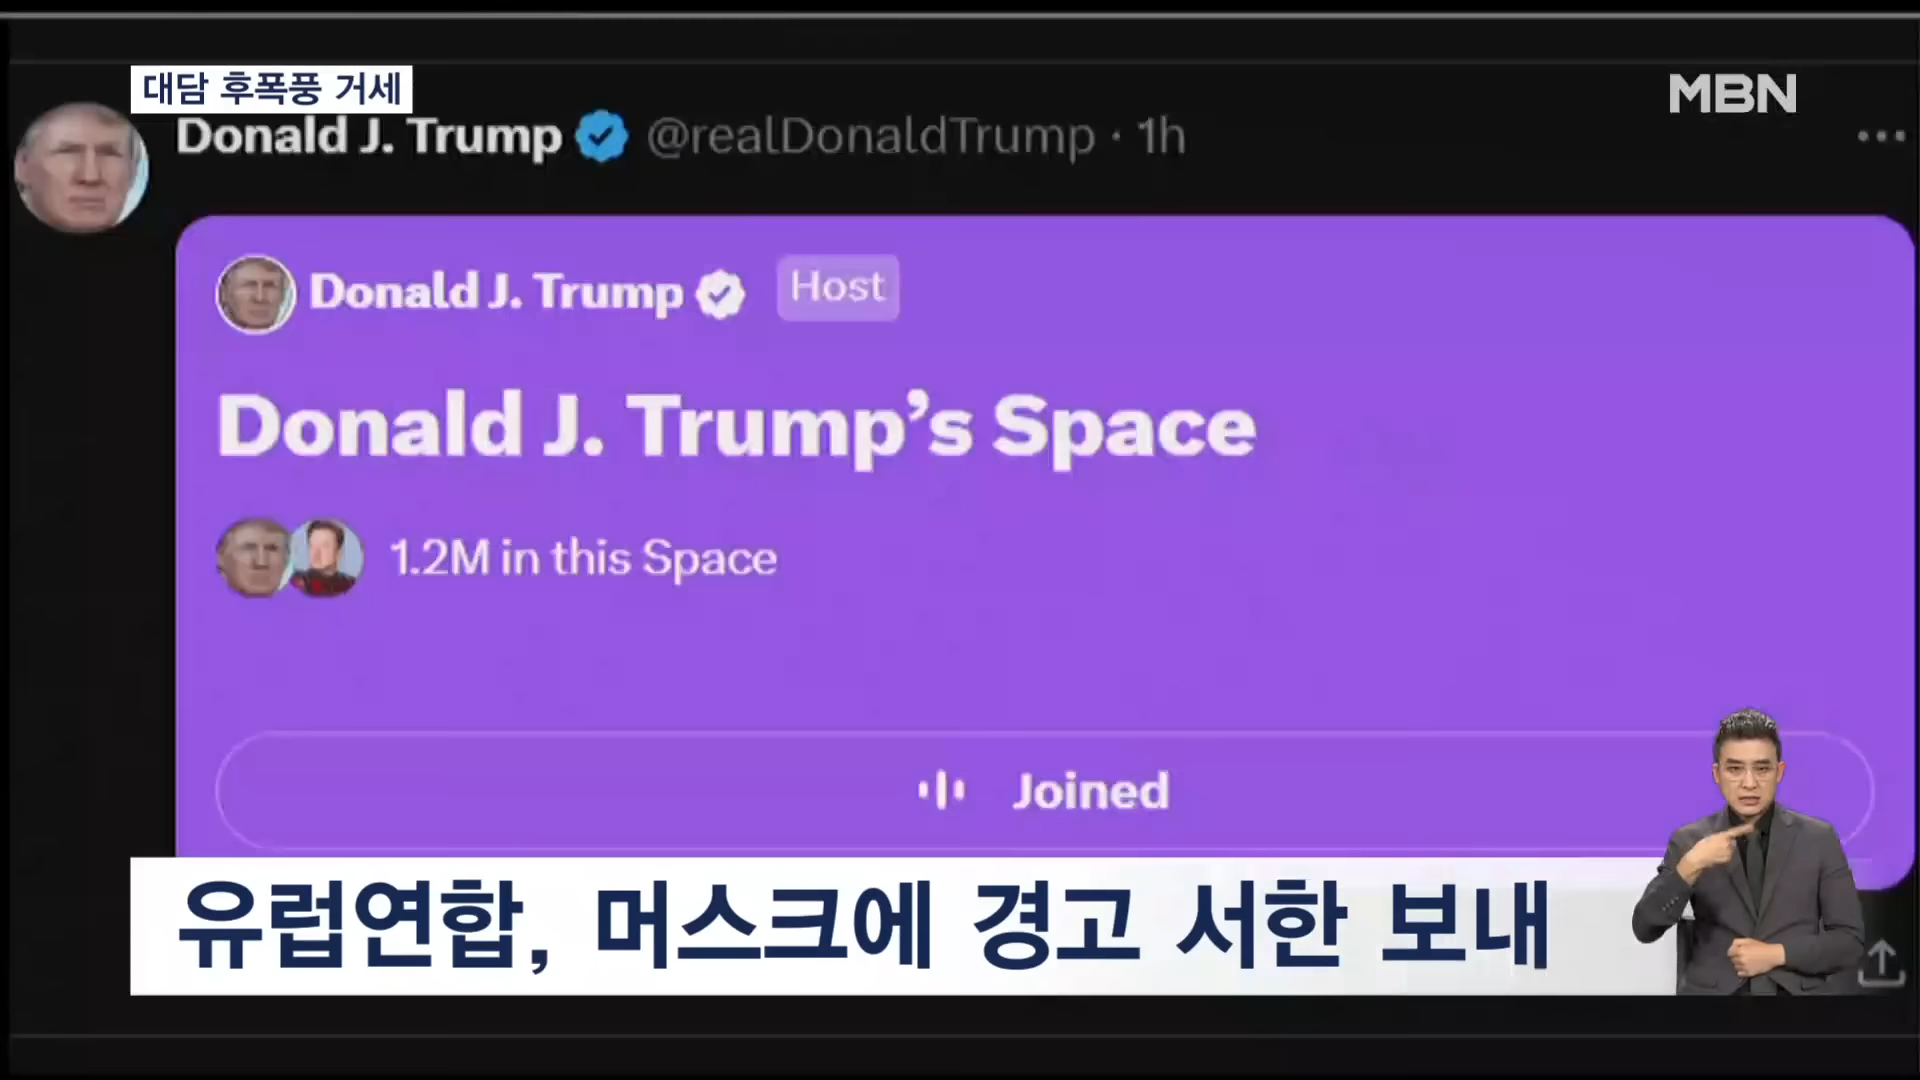 대담 후폭풍 거세
MBN
Donald J. Trump @realDonaldTrump · 1h
Donald J. Trump Host
Donald J. Trump’s Space
1.2M in this Space
Joined
유럽연합, 머스크에 경고 서한 보내